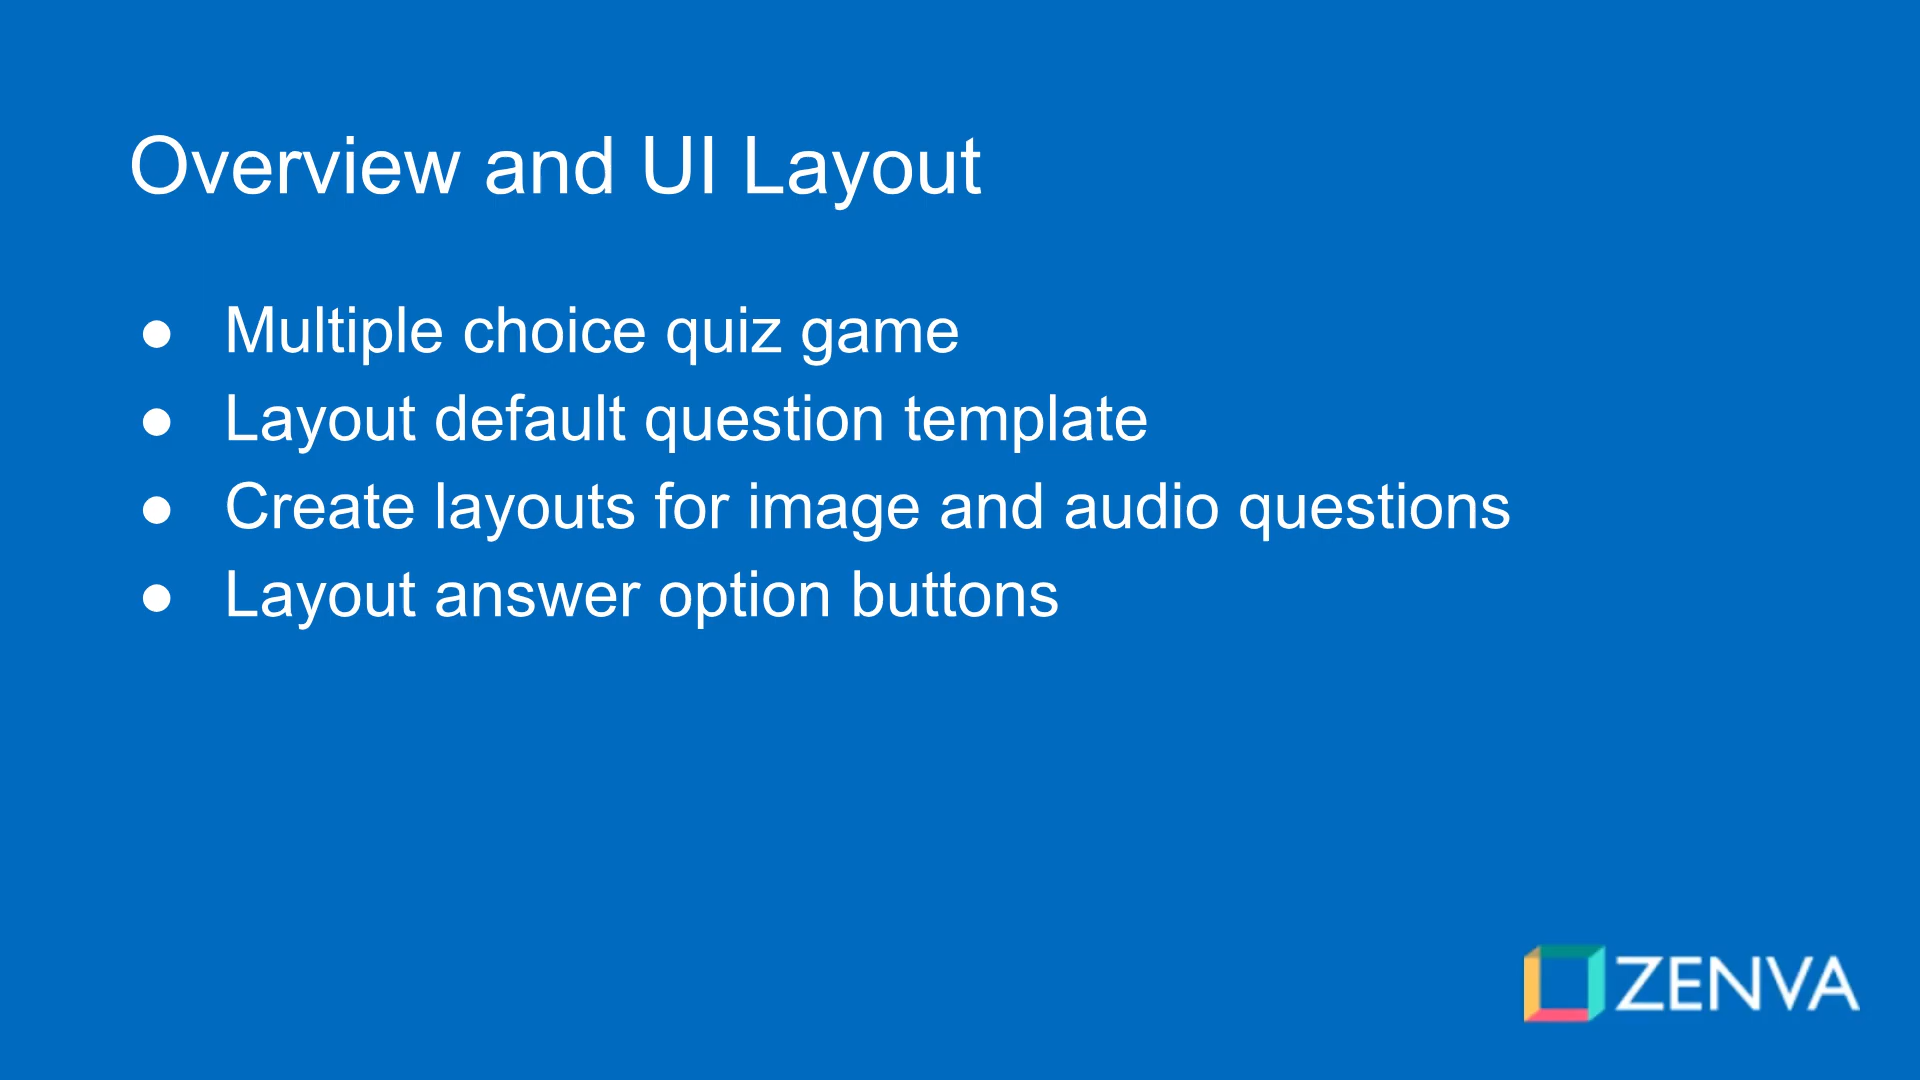 Overview and UI Layout
● Multiple choice quiz game
● Layout default question template
● Create layouts for image and audio questions
● Layout answer option buttons
ZENVA